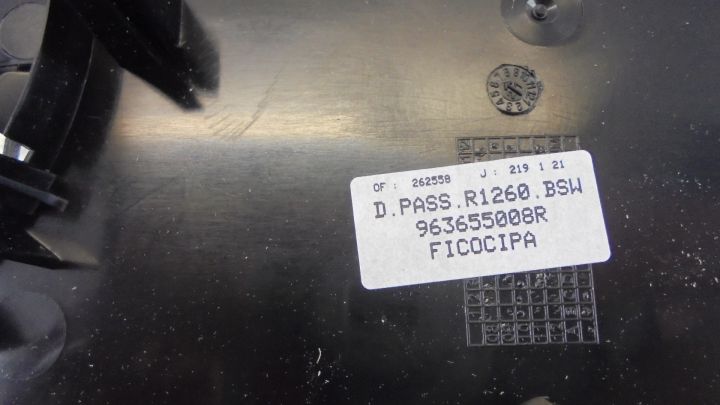 OF : 262558 J : 219 1 21
D.PASS.R1260.BSW
963655008R
FICOCIPA